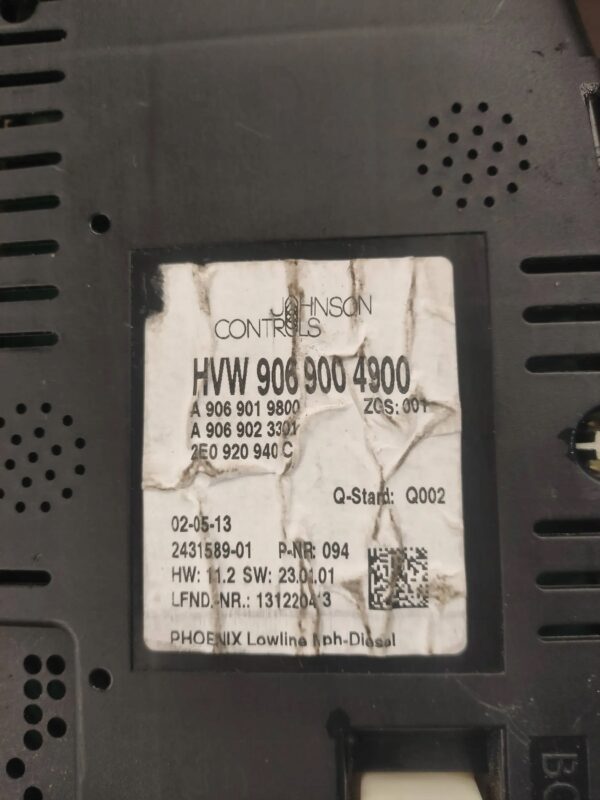 JOHNSON
CONTROLS
HVW 906 900 4900
A 906 901 9800 ZGS: 001
A 906 902 3301
2E0 920 940 C
Q-Stand: Q002
02-05-13
2431589-01 P-NR: 094
HW: 11.2 SW: 23.01.01
LFND.-NR.: 131220413
PHOENIX Lowline Mph-Diesel